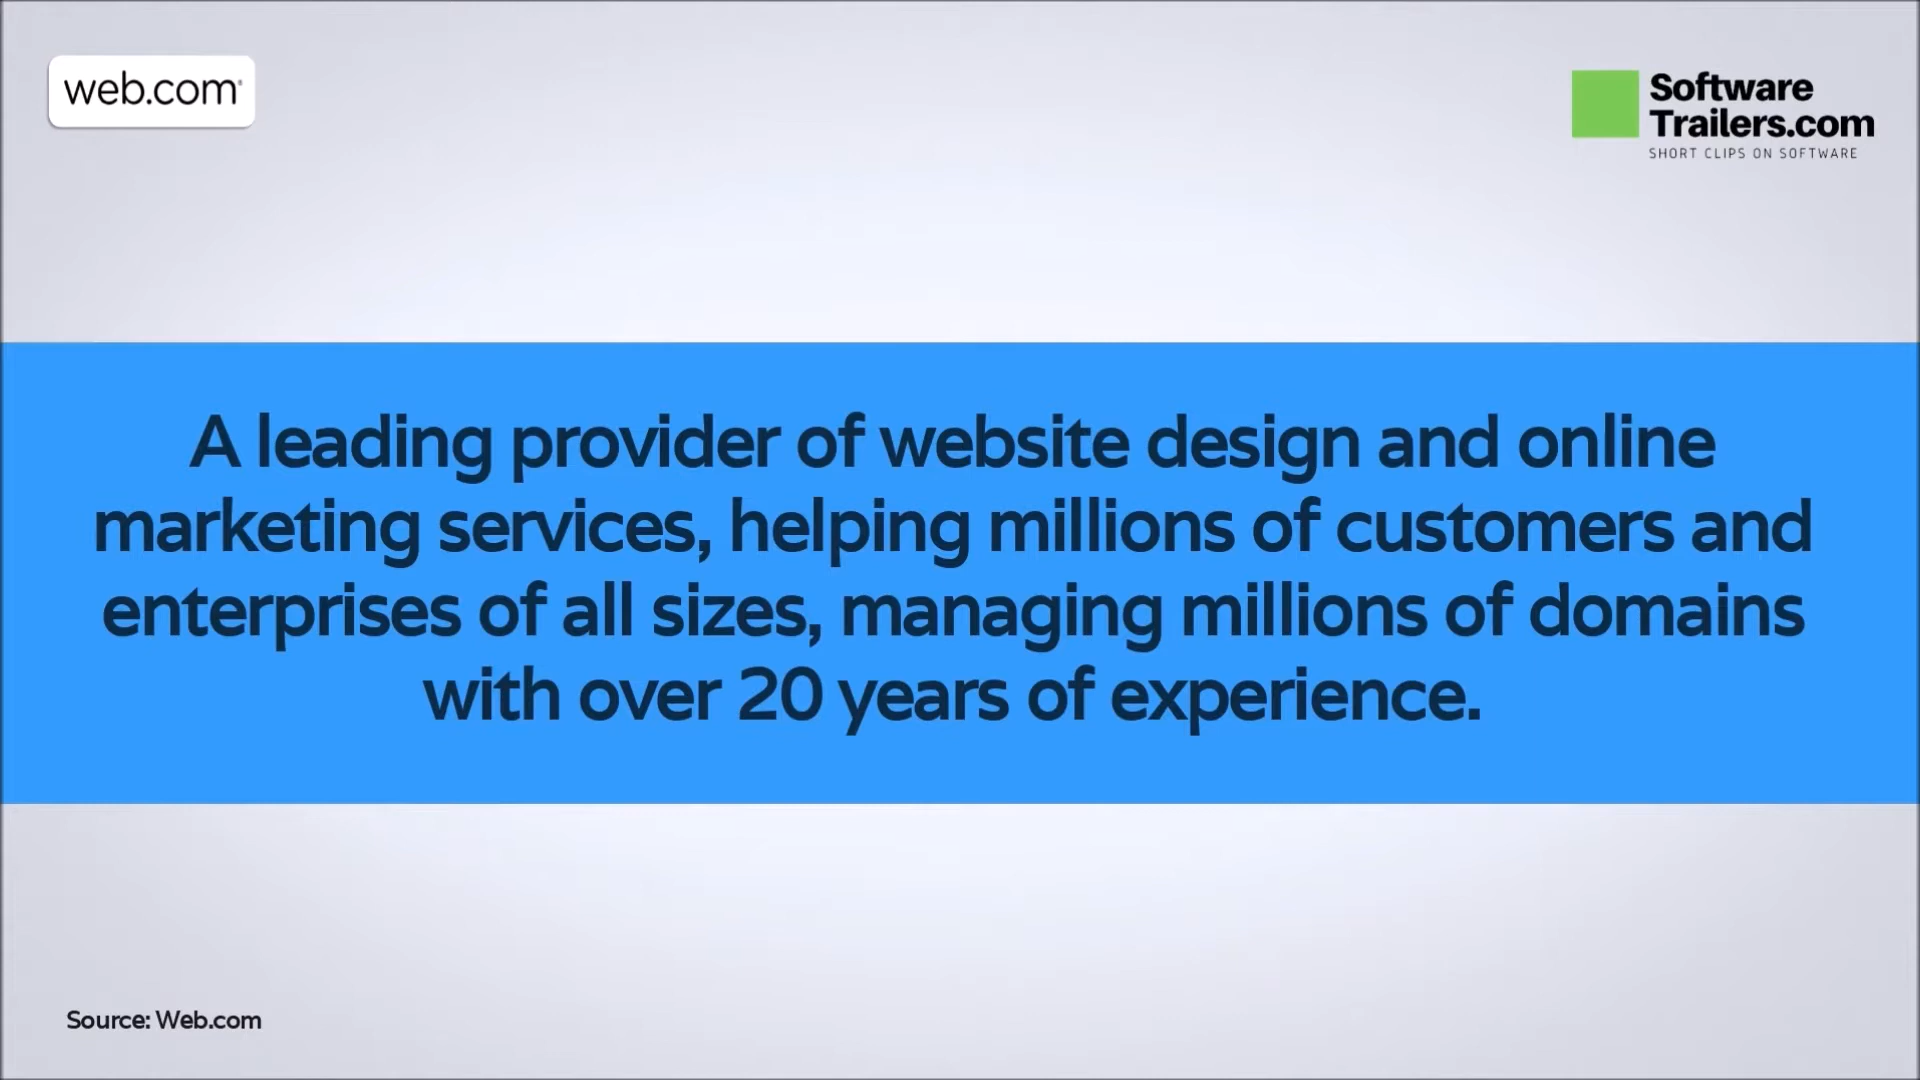 web.com
Software
Trailers.com
SHORT CLIPS ON SOFTWARE
A leading provider of website design and online
marketing services, helping millions of customers and
enterprises of all sizes, managing millions of domains
with over 20 years of experience.
Source: Web.com